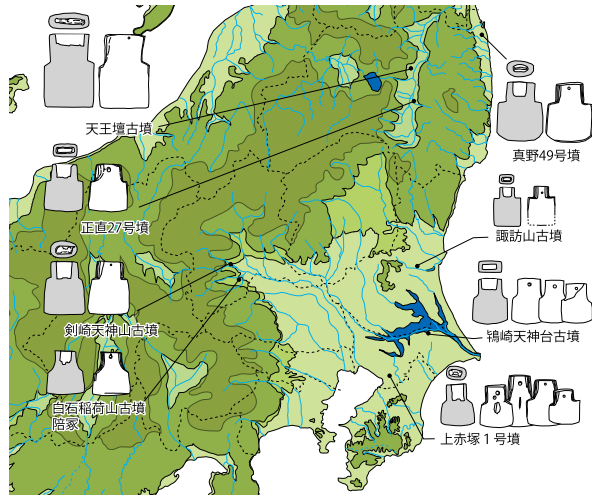 天王壇古墳
真野49号墳
正直27号墳
諏訪山古墳
剣崎天神山古墳
鴇崎天神台古墳
白石稲荷山古墳
陪冢
上赤塚１号墳